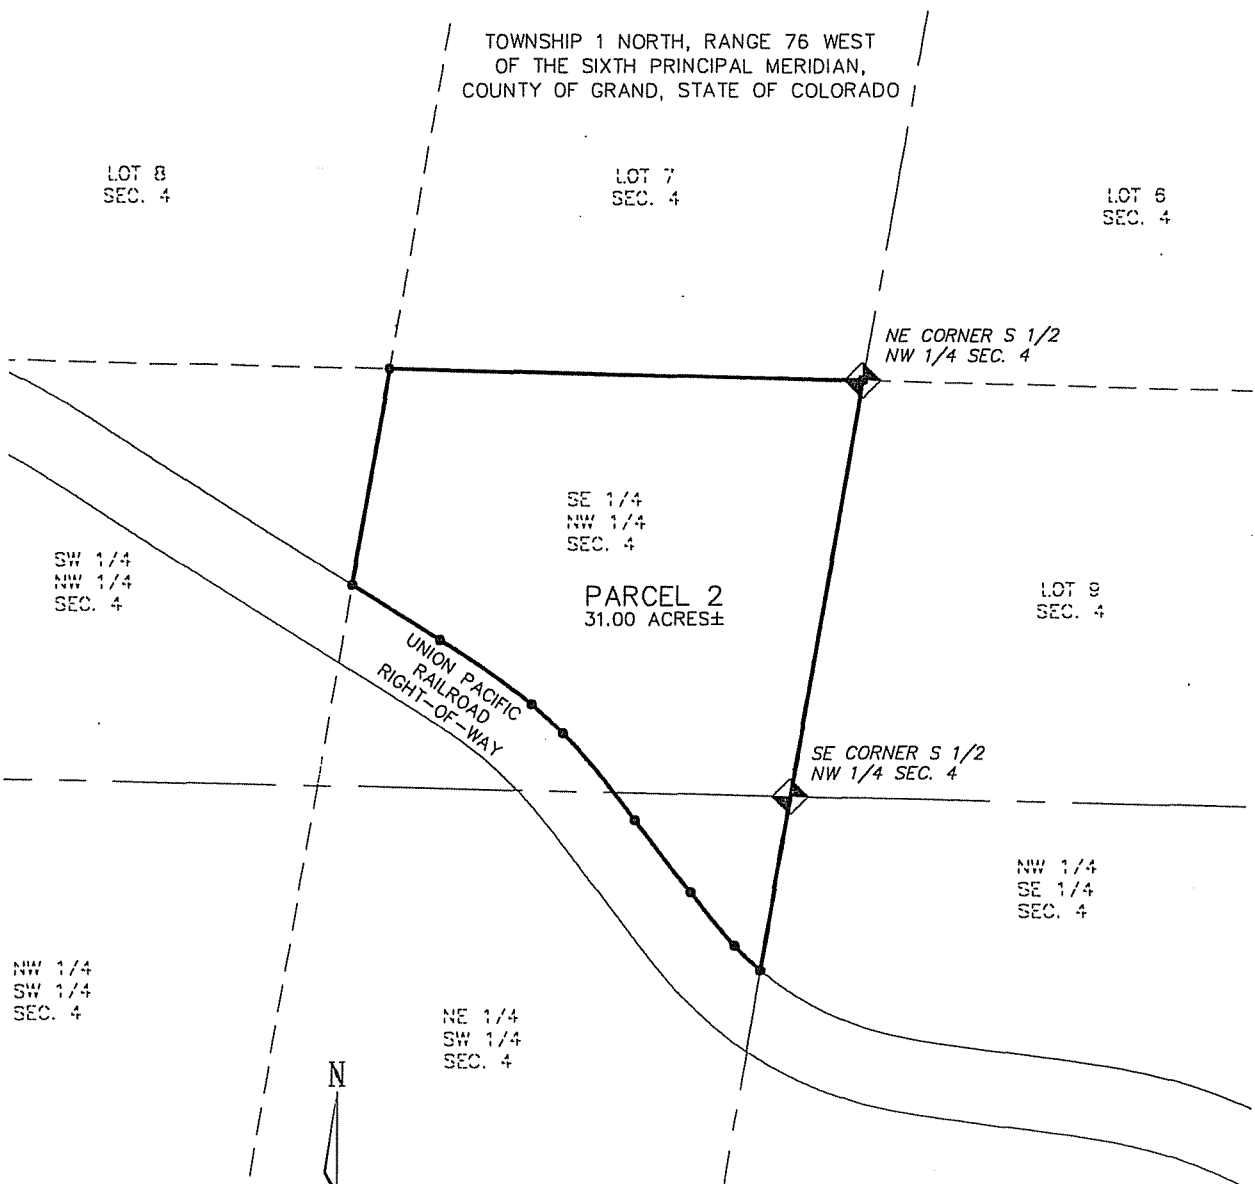 TOWNSHIP 1 NORTH, RANGE 76 WEST
OF THE SIXTH PRINCIPAL MERIDIAN,
COUNTY OF GRAND, STATE OF COLORADO
LOT 8
SEC. 4
LOT 7
SEC. 4
LOT 6
SEC. 4
NE CORNER S 1/2
NW 1/4 SEC. 4
SE 1/4
NW 1/4
SEC. 4
SW 1/4
NW 1/4
SEC. 4
PARCEL 2
31.00 ACRES±
LOT 9
SEC. 4
UNION PACIFIC
RAILROAD
RIGHT-OF-WAY
SE CORNER S 1/2
NW 1/4 SEC. 4
NW 1/4
SE 1/4
SEC. 4
NW 1/4
SW 1/4
SEC. 4
NE 1/4
SW 1/4
SEC. 4
N